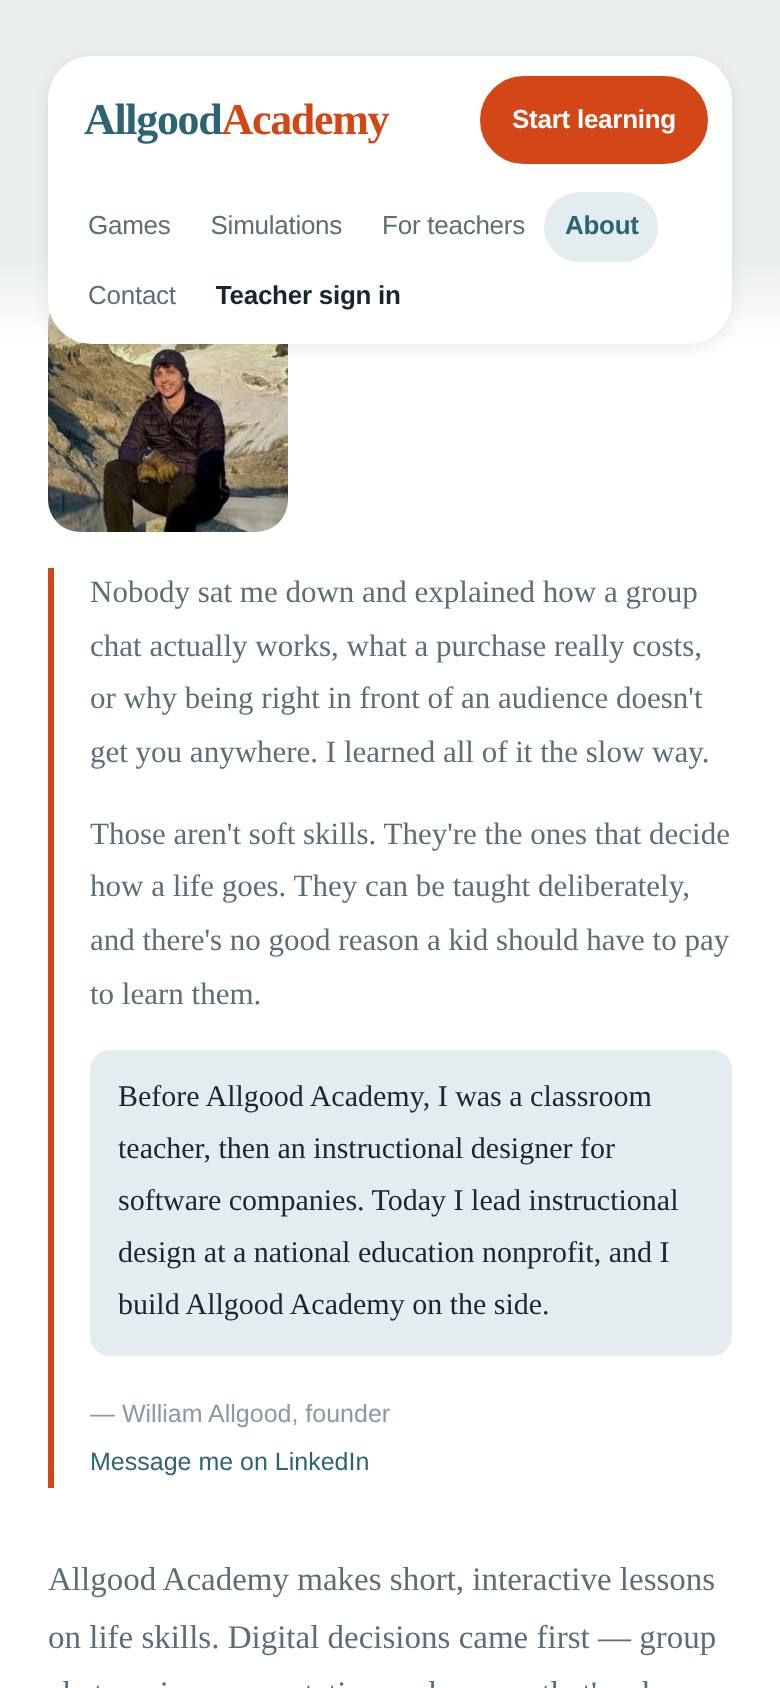 AllgoodAcademy
Start learning
Games Simulations For teachers About
Contact Teacher sign in
Nobody sat me down and explained how a group
chat actually works, what a purchase really costs,
or why being right in front of an audience doesn't
get you anywhere. I learned all of it the slow way.
Those aren't soft skills. They're the ones that decide
how a life goes. They can be taught deliberately,
and there's no good reason a kid should have to pay
to learn them.
Before Allgood Academy, I was a classroom
teacher, then an instructional designer for
software companies. Today I lead instructional
design at a national education nonprofit, and I
build Allgood Academy on the side.
— William Allgood, founder
Message me on LinkedIn
Allgood Academy makes short, interactive lessons
on life skills. Digital decisions came first — group